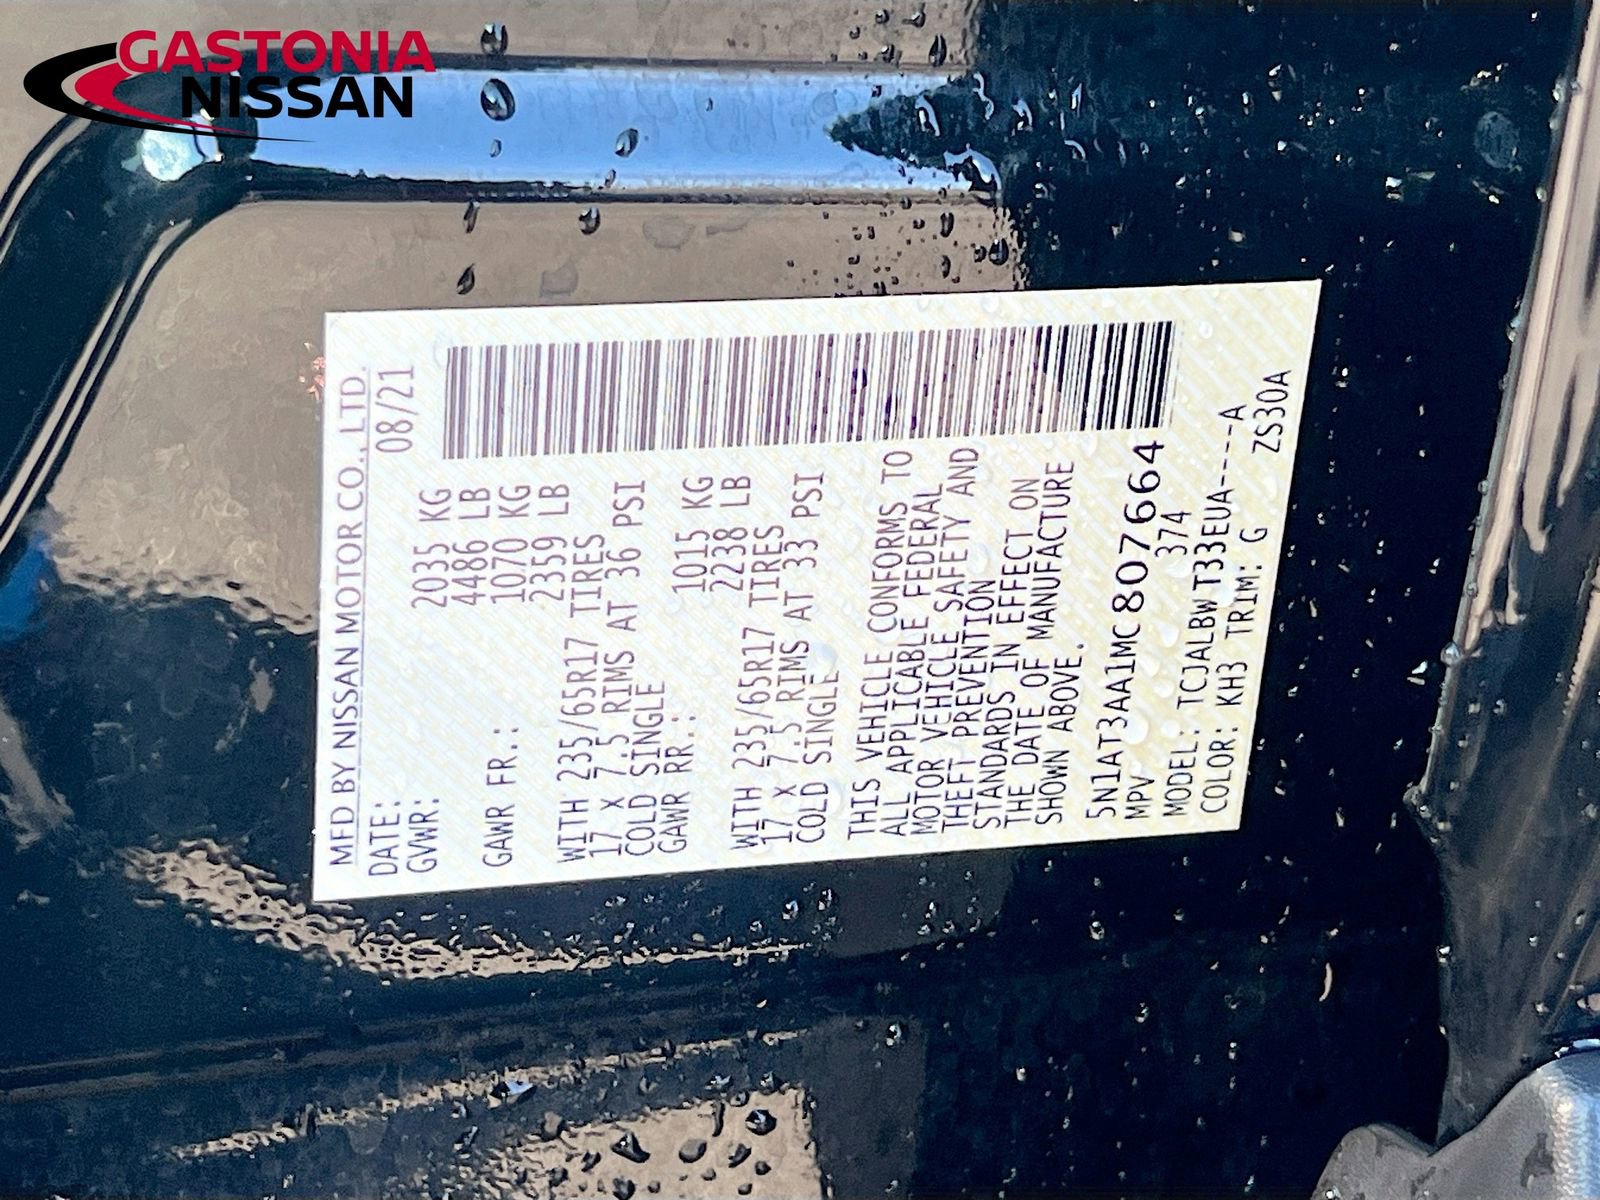 GASTONIA
NISSAN
MFD BY NISSAN MOTOR CO., LTD.
DATE: 08/21
GVWR: 2035 KG
4486 LB
GAWR FR.: 1070 KG
2359 LB
WITH 235/65R17 TIRES
17 X 7.5 RIMS AT 36 PSI
COLD SINGLE
GAWR RR.: 1015 KG
2238 LB
WITH 235/65R17 TIRES
17 X 7.5 RIMS AT 33 PSI
COLD SINGLE
THIS VEHICLE CONFORMS TO
ALL APPLICABLE FEDERAL
MOTOR VEHICLE SAFETY AND
THEFT PREVENTION
STANDARDS IN EFFECT ON
THE DATE OF MANUFACTURE
SHOWN ABOVE.
5N1AT3AA1MC807664
MPV 374
MODEL: TCJALBWT33EUA----A
COLOR: KH3 TRIM: G ZS30A